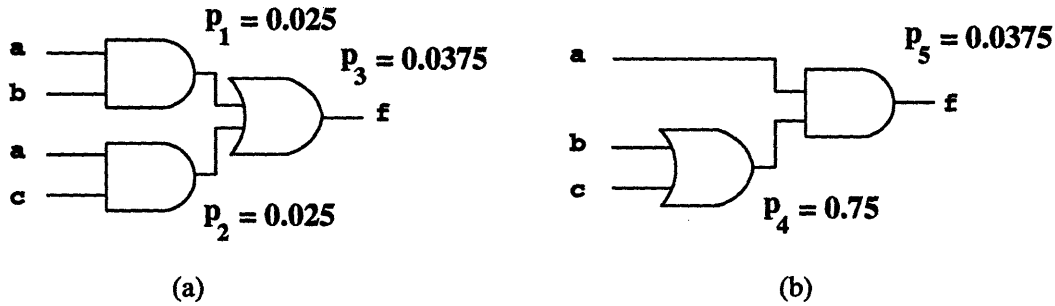 p1 = 0.025
a
b
p3 = 0.0375
f
a
c
p2 = 0.025
(a)
p5 = 0.0375
a
f
b
c
p4 = 0.75
(b)